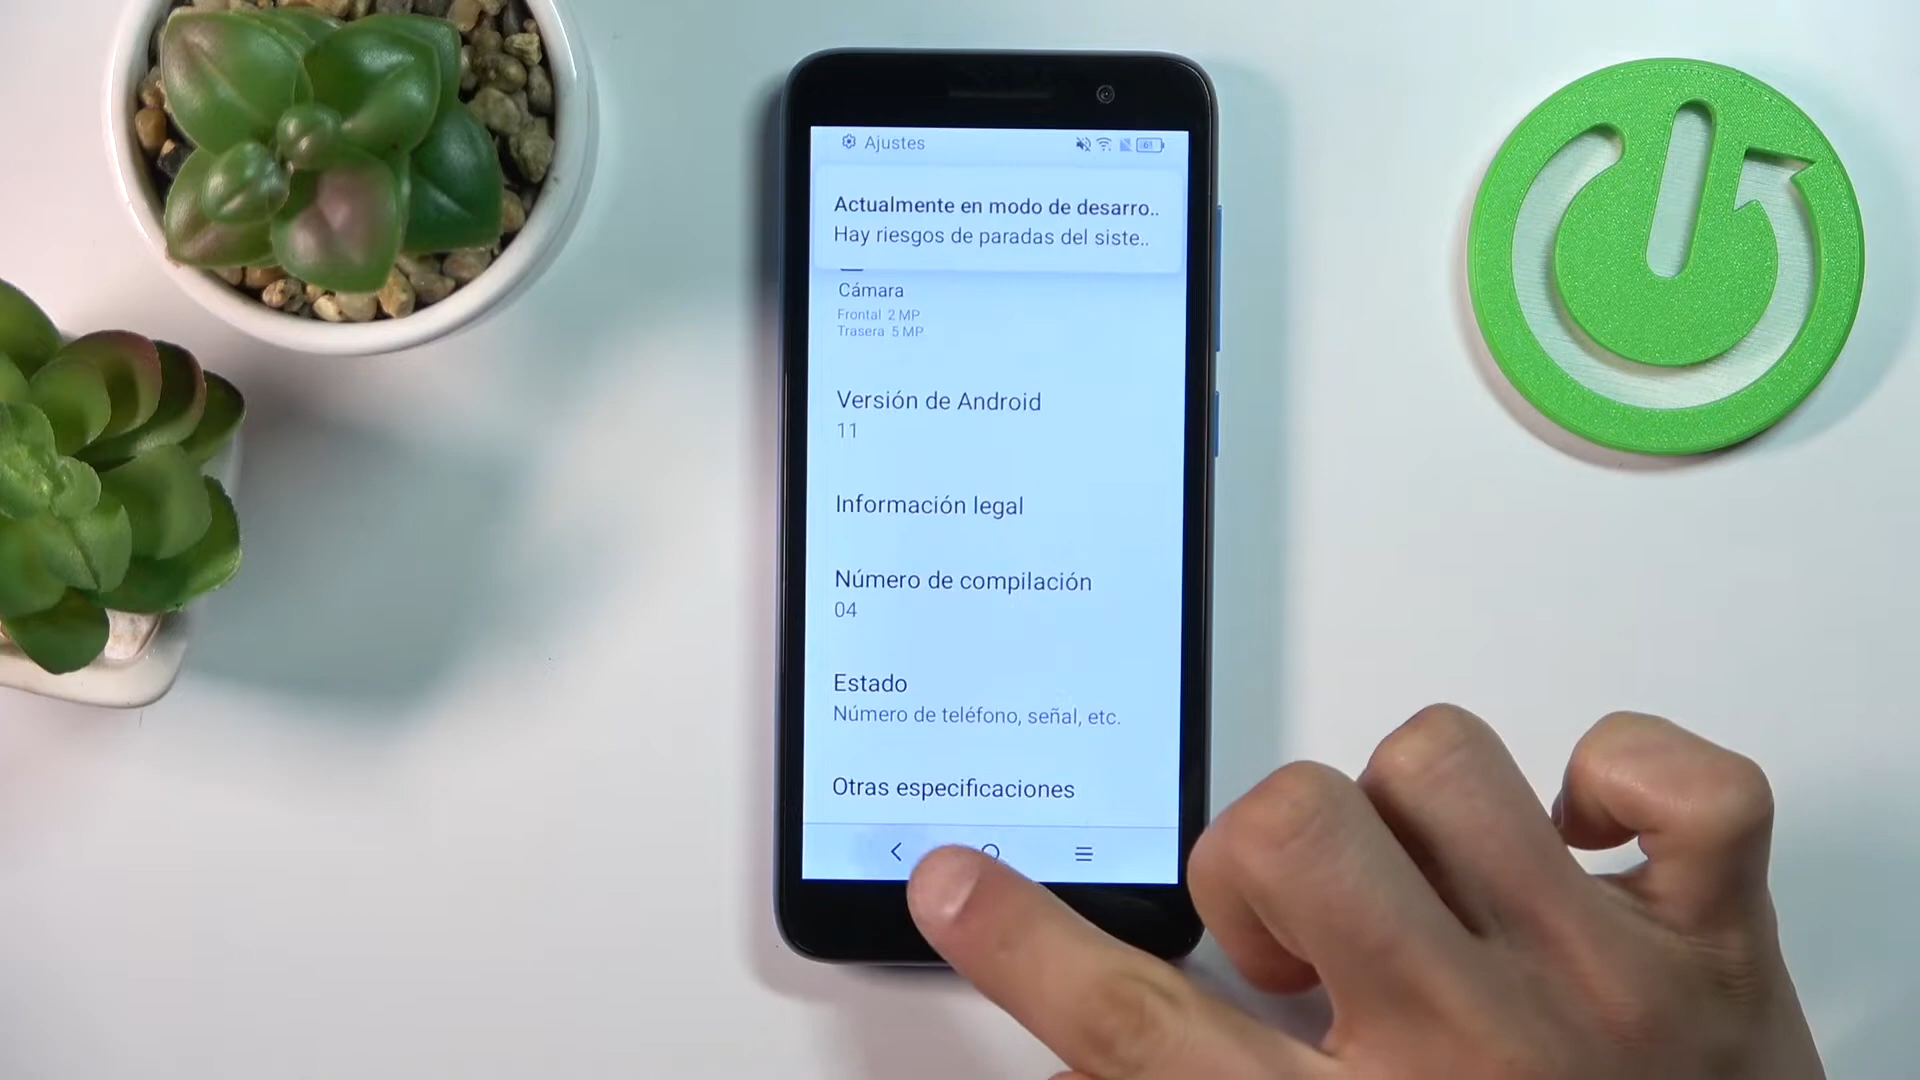 Ajustes
61
Actualmente en modo de desarro..
Hay riesgos de paradas del siste..
Cámara
Frontal 2 MP
Trasera 5 MP
Versión de Android
11
Información legal
Número de compilación
04
Estado
Número de teléfono, señal, etc.
Otras especificaciones